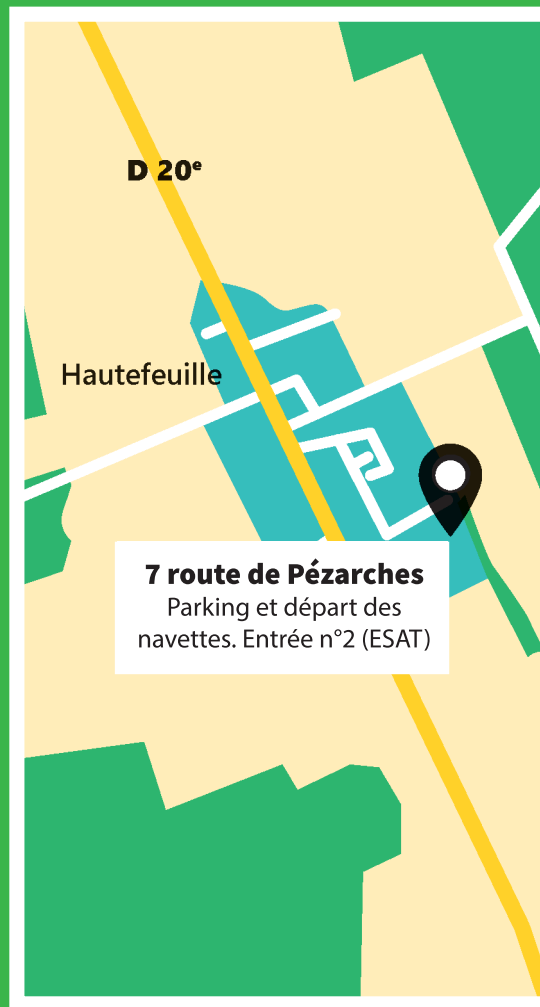 D 20ᵉ
Hautefeuille
7 route de Pézarches
Parking et départ des
navettes. Entrée n°2 (ESAT)